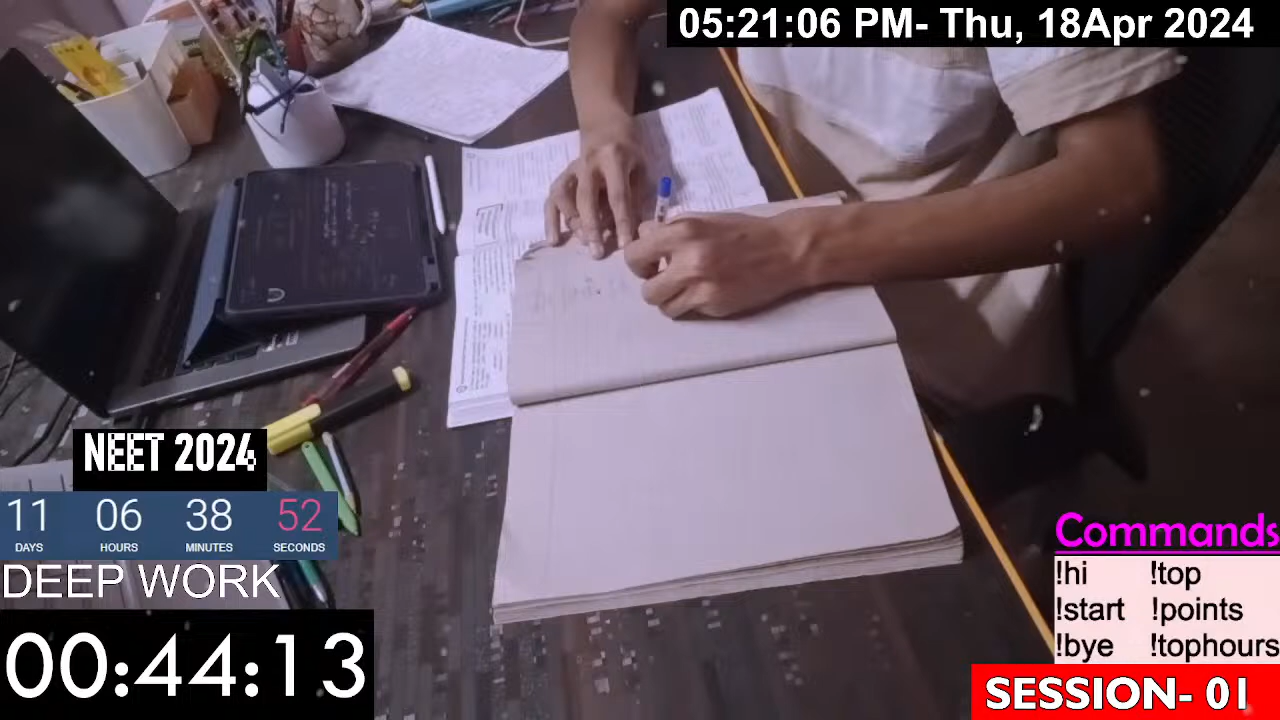 05:21:06 PM- Thu, 18Apr 2024
NEET 2024
11 06 38 52
DAYS HOURS MINUTES SECONDS
DEEP WORK
00:44:13
Commands
!hi !top
!start !points
!bye !tophours
SESSION- 01